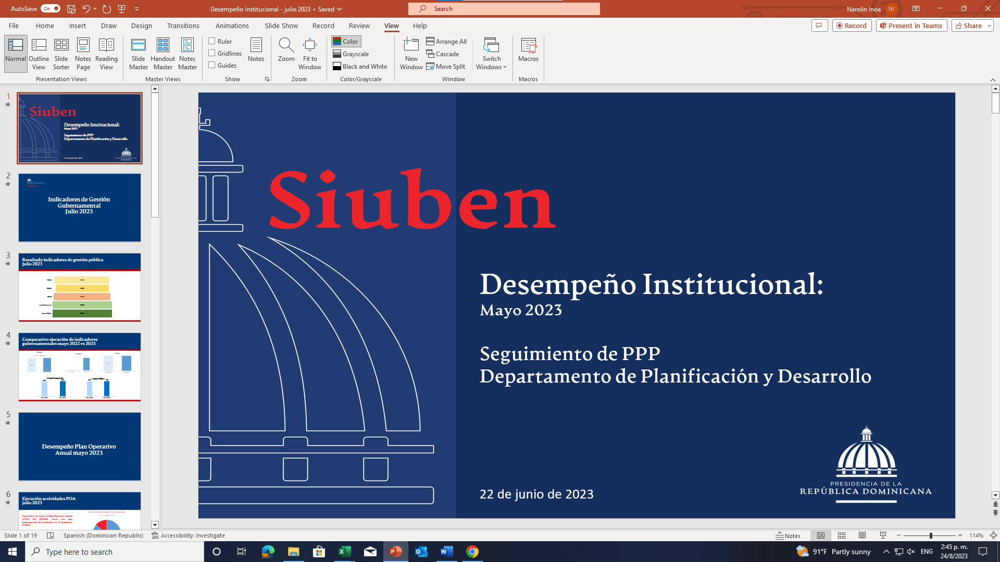 AutoSave On
Desempeño Institucional - julio 2023 • Saved
Search
Narolin Inoa NI
File Home Insert Draw Design Transitions Animations Slide Show Record Review View Help
Record Present in Teams Share
Normal Outline View Slide Sorter Notes Page Reading View
Presentation Views
Slide Master Handout Master Notes Master
Master Views
Ruler
Gridlines
Guides
Notes
Show
Zoom Fit to Window
Zoom
Color
Grayscale
Black and White
Color/Grayscale
New Window
Arrange All
Cascade
Move Split
Switch Windows
Window
Macros
Macros
1
Siuben
Desempeño Institucional:
Mayo 2023
Seguimiento de PPP
Departamento de Planificación y Desarrollo
22 de junio de 2023
2
Indicadores de Gestión
Gubernamental
Julio 2023
3
Resultado indicadores de gestión pública
Julio 2023
4
Comparativo ejecución de indicadores
gubernamentales mayo 2022 vs 2023
5
Desempeño Plan Operativo
Anual mayo 2023
6
Ejecución actividades POA
julio 2023
Para el mes de mayo, el Plan Operativo Anual
Siuben
Desempeño Institucional:
Mayo 2023
Seguimiento de PPP
Departamento de Planificación y Desarrollo
22 de junio de 2023
PRESIDENCIA DE LA
REPÚBLICA DOMINICANA
Slide 1 of 19 Spanish (Dominican Republic) Accessibility: Investigate Notes 114%
Type here to search
91°F Partly sunny ENG
2:45 p. m.
24/8/2023